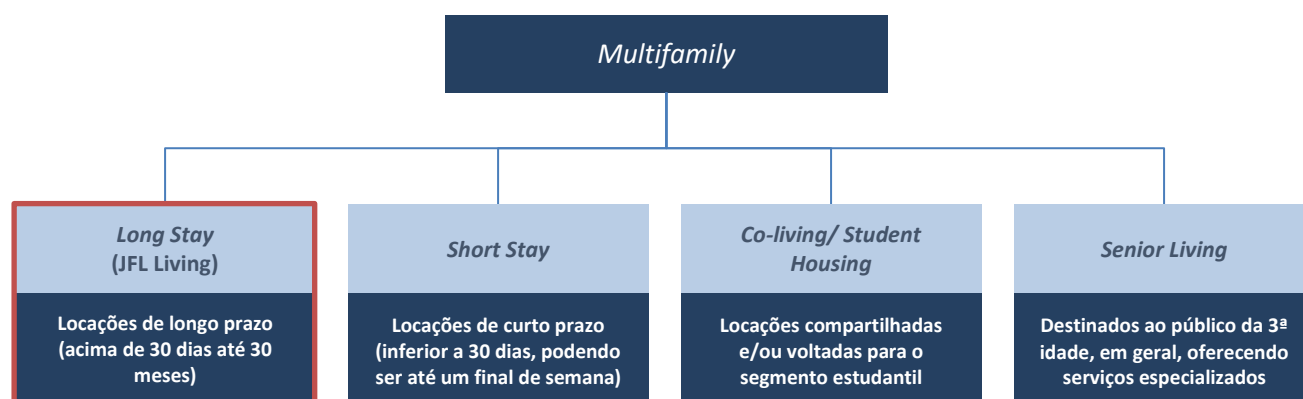 Multifamily
Long Stay
(JFL Living)
Locações de longo prazo
(acima de 30 dias até 30
meses)
Short Stay
Locações de curto prazo
(inferior a 30 dias, podendo
ser até um final de semana)
Co-living/ Student
Housing
Locações compartilhadas
e/ou voltadas para o
segmento estudantil
Senior Living
Destinados ao público da 3ª
idade, em geral, oferecendo
serviços especializados